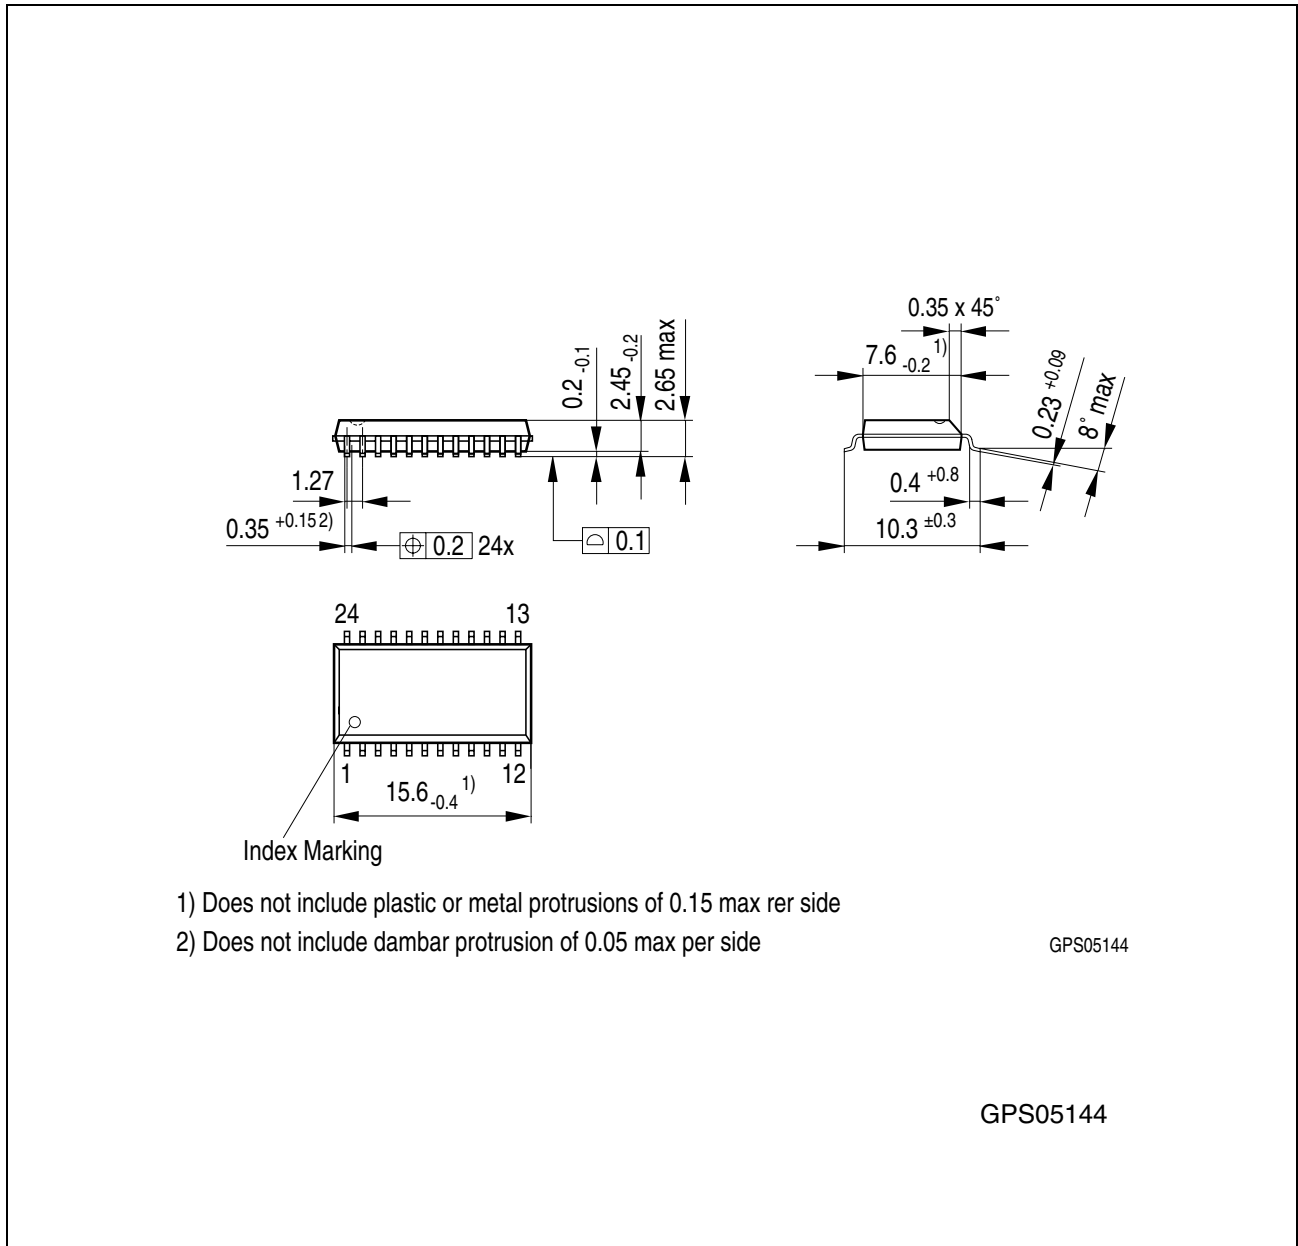 0.35 x 45°
7.6 -0.2 1)
0.2 -0.1
2.45 -0.2
2.65 max
0.23 +0.09
8° max
1.27
0.4 +0.8
0.35 +0.15 2)
0.2 24x
0.1
10.3 ±0.3
24 13
1 12
15.6 -0.4 1)
Index Marking
1) Does not include plastic or metal protrusions of 0.15 max rer side
2) Does not include dambar protrusion of 0.05 max per side
GPS05144
GPS05144